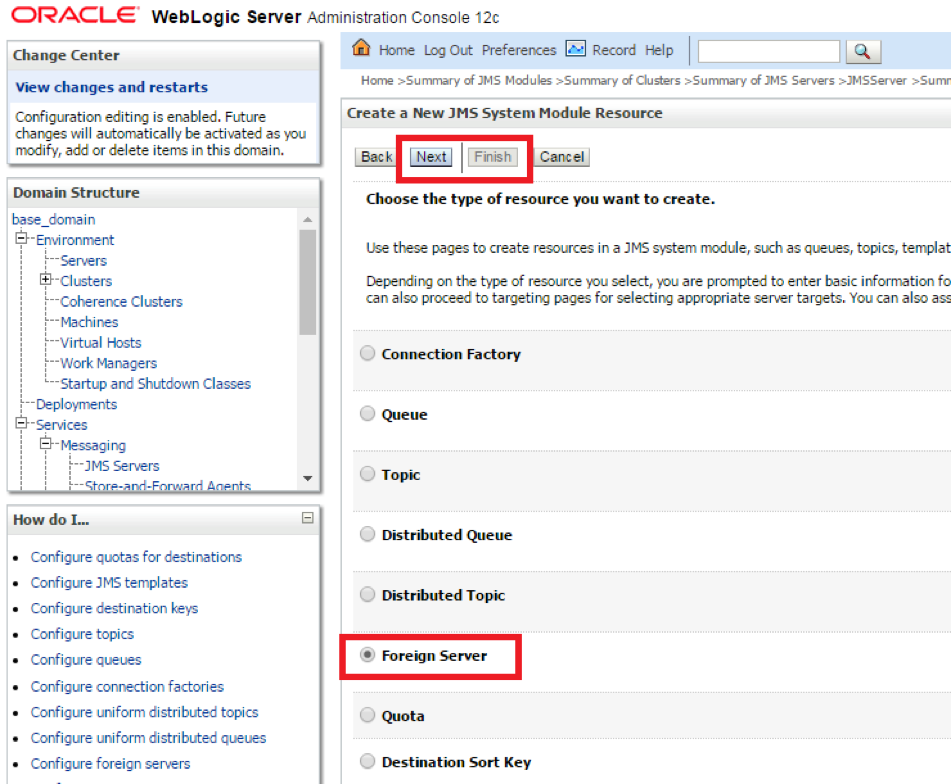 ORACLE WebLogic Server Administration Console 12c
Change Center
View changes and restarts
Configuration editing is enabled. Future
changes will automatically be activated as you
modify, add or delete items in this domain.
Domain Structure
base_domain
Environment
Servers
Clusters
Coherence Clusters
Machines
Virtual Hosts
Work Managers
Startup and Shutdown Classes
Deployments
Services
Messaging
JMS Servers
Store-and-Forward Agents
How do I...
Configure quotas for destinations
Configure JMS templates
Configure destination keys
Configure topics
Configure queues
Configure connection factories
Configure uniform distributed topics
Configure uniform distributed queues
Configure foreign servers
Home Log Out Preferences Record Help
Home >Summary of JMS Modules >Summary of Clusters >Summary of JMS Servers >JMSServer >Summ
Create a New JMS System Module Resource
Back Next Finish Cancel
Choose the type of resource you want to create.
Use these pages to create resources in a JMS system module, such as queues, topics, templat
Depending on the type of resource you select, you are prompted to enter basic information fo
can also proceed to targeting pages for selecting appropriate server targets. You can also ass
Connection Factory
Queue
Topic
Distributed Queue
Distributed Topic
Foreign Server
Quota
Destination Sort Key